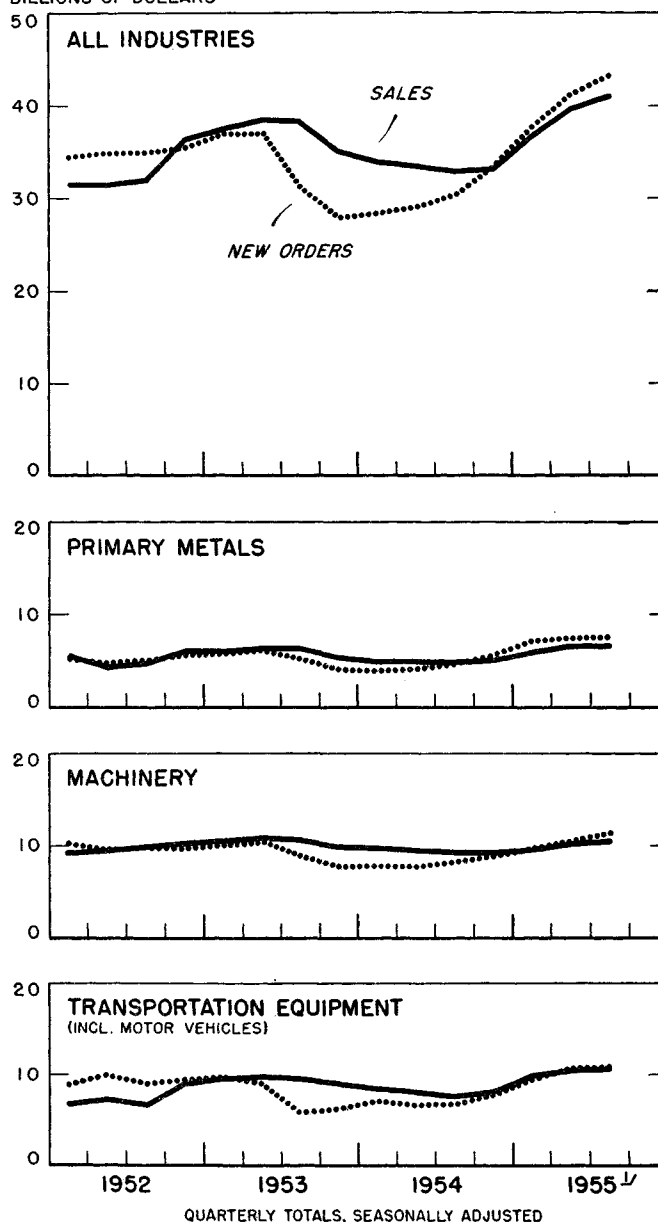 BILLIONS OF DOLLARS
50
ALL INDUSTRIES
SALES
40
30
NEW ORDERS
20
10
0
20
PRIMARY METALS
10
0
20
MACHINERY
10
0
20
TRANSPORTATION EQUIPMENT
(INCL. MOTOR VEHICLES)
10
0
1952 1953 1954 1955 1/
QUARTERLY TOTALS, SEASONALLY ADJUSTED